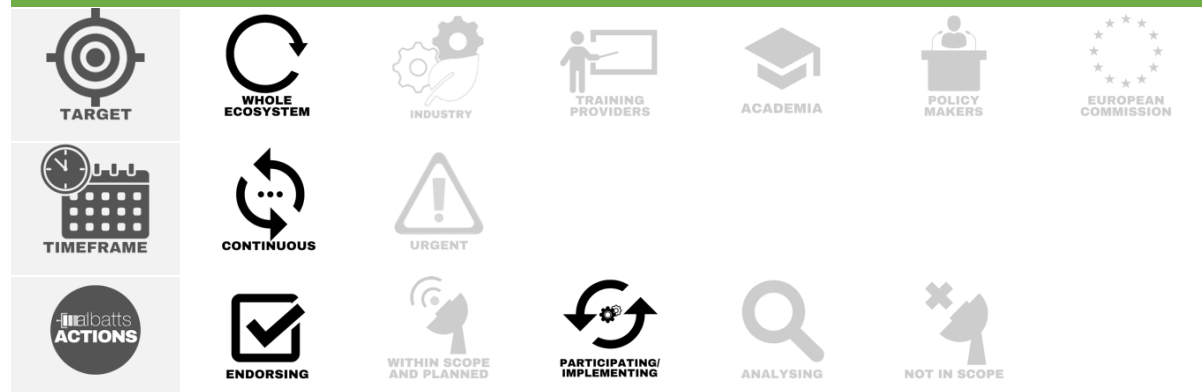 TARGET
WHOLE
ECOSYSTEM
INDUSTRY
TRAINING
PROVIDERS
ACADEMIA
POLICY
MAKERS
EUROPEAN
COMMISSION
TIMEFRAME
CONTINUOUS
URGENT
albatts
ACTIONS
ENDORSING
WITHIN SCOPE
AND PLANNED
PARTICIPATING/
IMPLEMENTING
ANALYSING
NOT IN SCOPE